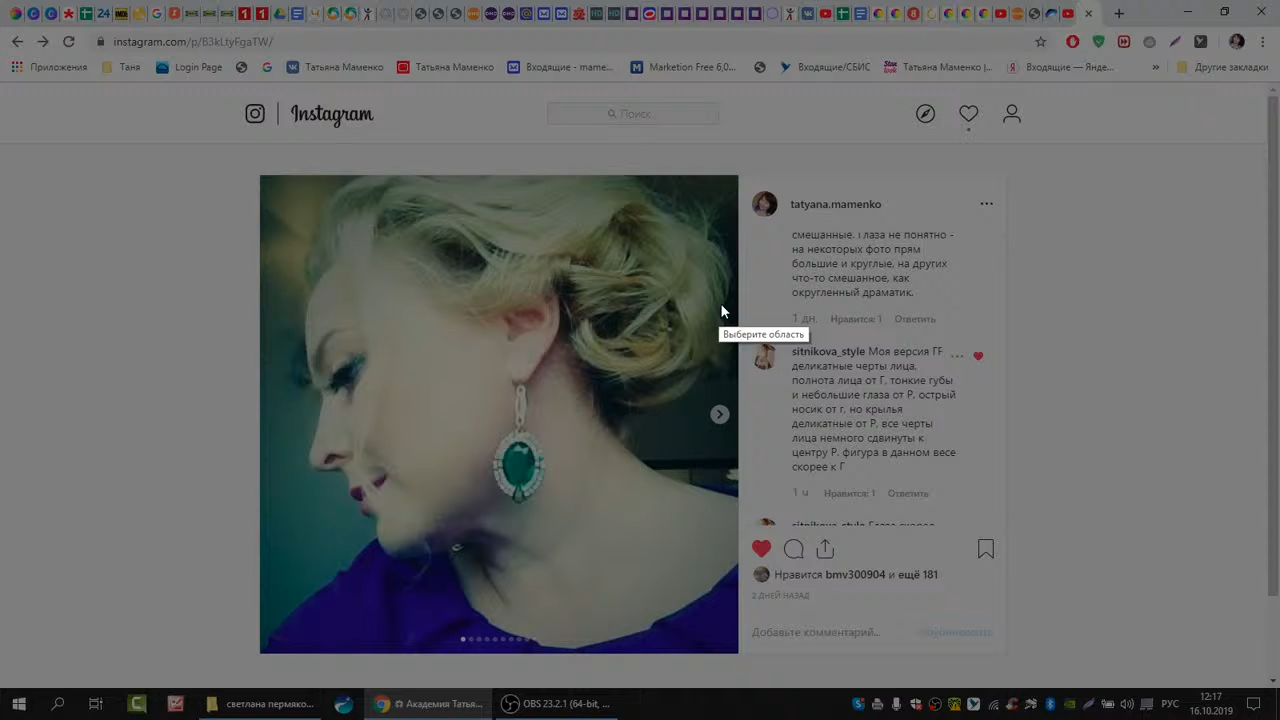 instagram.com/p/B3kLtyFgaTW/
Приложения
Таня
Login Page
Татьяна Маменко
Татьяна Маменко
Входящие - mame...
Marketion Free 6,0...
Входящие/СБИС
Татьяна Маменко |...
Входящие — Янде...
»
Другие закладки
Instagram
Поиск
tatyana.mamenko
смешанные. Глаза не понятно -
на некоторых фото прям
большие и круглые, на других
что-то смешанное, как
округленный драматик.
1 дн. Нравится: 1 Ответить
Выберите область
sitnikova_style Моя версия ГГ
деликатные черты лица,
полнота лица от Г, тонкие губы
и небольшие глаза от Р, острый
носик от г, но крылья
деликатные от Р, все черты
лица немного сдвинуты к
центру Р. фигура в данном весе
скорее к Г
1 ч Нравится: 1 Ответить
sitnikova_style Глаза скорее
Нравится bmv300904 и ещё 181
2 ДНЕЙ НАЗАД
Добавьте комментарий...
светлана пермяко...
Академия Татья...
OBS 23.2.1 (64-bit, ...
РУС
12:17
16.10.2019